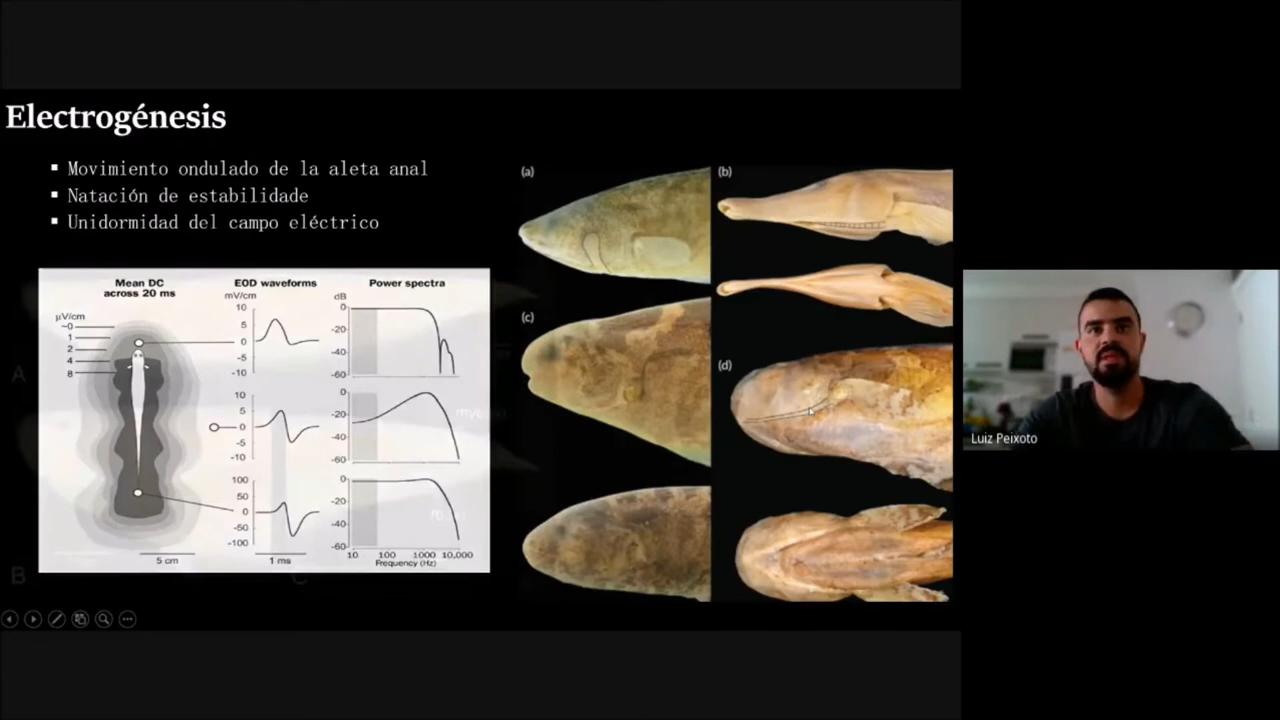 Electrogénesis
Movimiento ondulado de la aleta anal
Natación de estabilidade
Unidormidad del campo eléctrico
Mean DC
across 20 ms
EOD waveforms
Power spectra
µV/cm
~0
1
2
4
8
5 cm
mV/cm
10
5
0
-5
-10
10
5
0
-5
-10
100
50
0
-50
-100
1 ms
dB
0
-20
-40
-60
0
-20
-40
-60
0
-20
-40
-60
10 100 1000 10,000
Frequency (Hz)
(a)
(b)
(c)
(d)
A
B
C
Luiz Peixoto